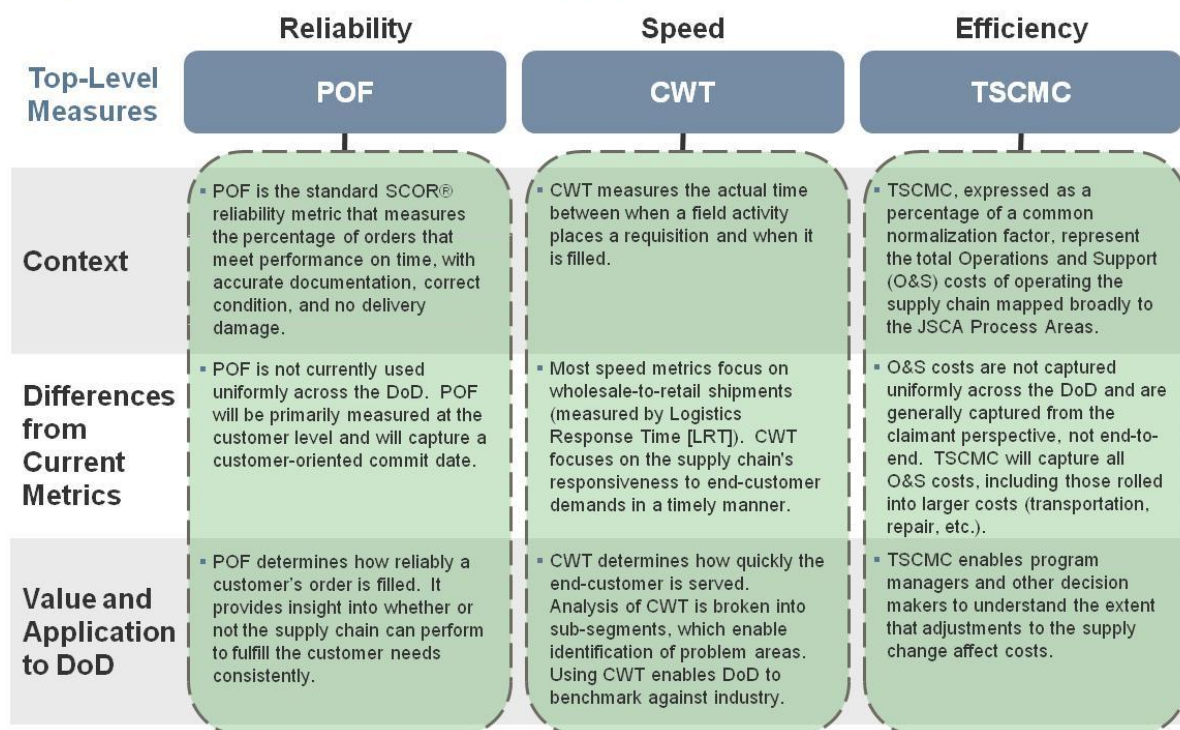 Reliability
Speed
Efficiency
Top-Level
Measures
POF
CWT
TSCMC
Context
▪ POF is the standard SCOR®
reliability metric that measures
the percentage of orders that
meet performance on time, with
accurate documentation, correct
condition, and no delivery
damage.
▪ CWT measures the actual time
between when a field activity
places a requisition and when it
is filled.
▪ TSCMC, expressed as a
percentage of a common
normalization factor, represent
the total Operations and Support
(O&S) costs of operating the
supply chain mapped broadly to
the JSCA Process Areas.
Differences
from
Current
Metrics
▪ POF is not currently used
uniformly across the DoD. POF
will be primarily measured at the
customer level and will capture a
customer-oriented commit date.
▪ Most speed metrics focus on
wholesale-to-retail shipments
(measured by Logistics
Response Time [LRT]). CWT
focuses on the supply chain's
responsiveness to end-customer
demands in a timely manner.
▪ O&S costs are not captured
uniformly across the DoD and are
generally captured from the
claimant perspective, not end-to-
end. TSCMC will capture all
O&S costs, including those rolled
into larger costs (transportation,
repair, etc.).
Value and
Application
to DoD
▪ POF determines how reliably a
customer's order is filled. It
provides insight into whether or
not the supply chain can perform
to fulfill the customer needs
consistently.
▪ CWT determines how quickly the
end-customer is served.
Analysis of CWT is broken into
sub-segments, which enable
identification of problem areas.
Using CWT enables DoD to
benchmark against industry.
▪ TSCMC enables program
managers and other decision
makers to understand the extent
that adjustments to the supply
change affect costs.